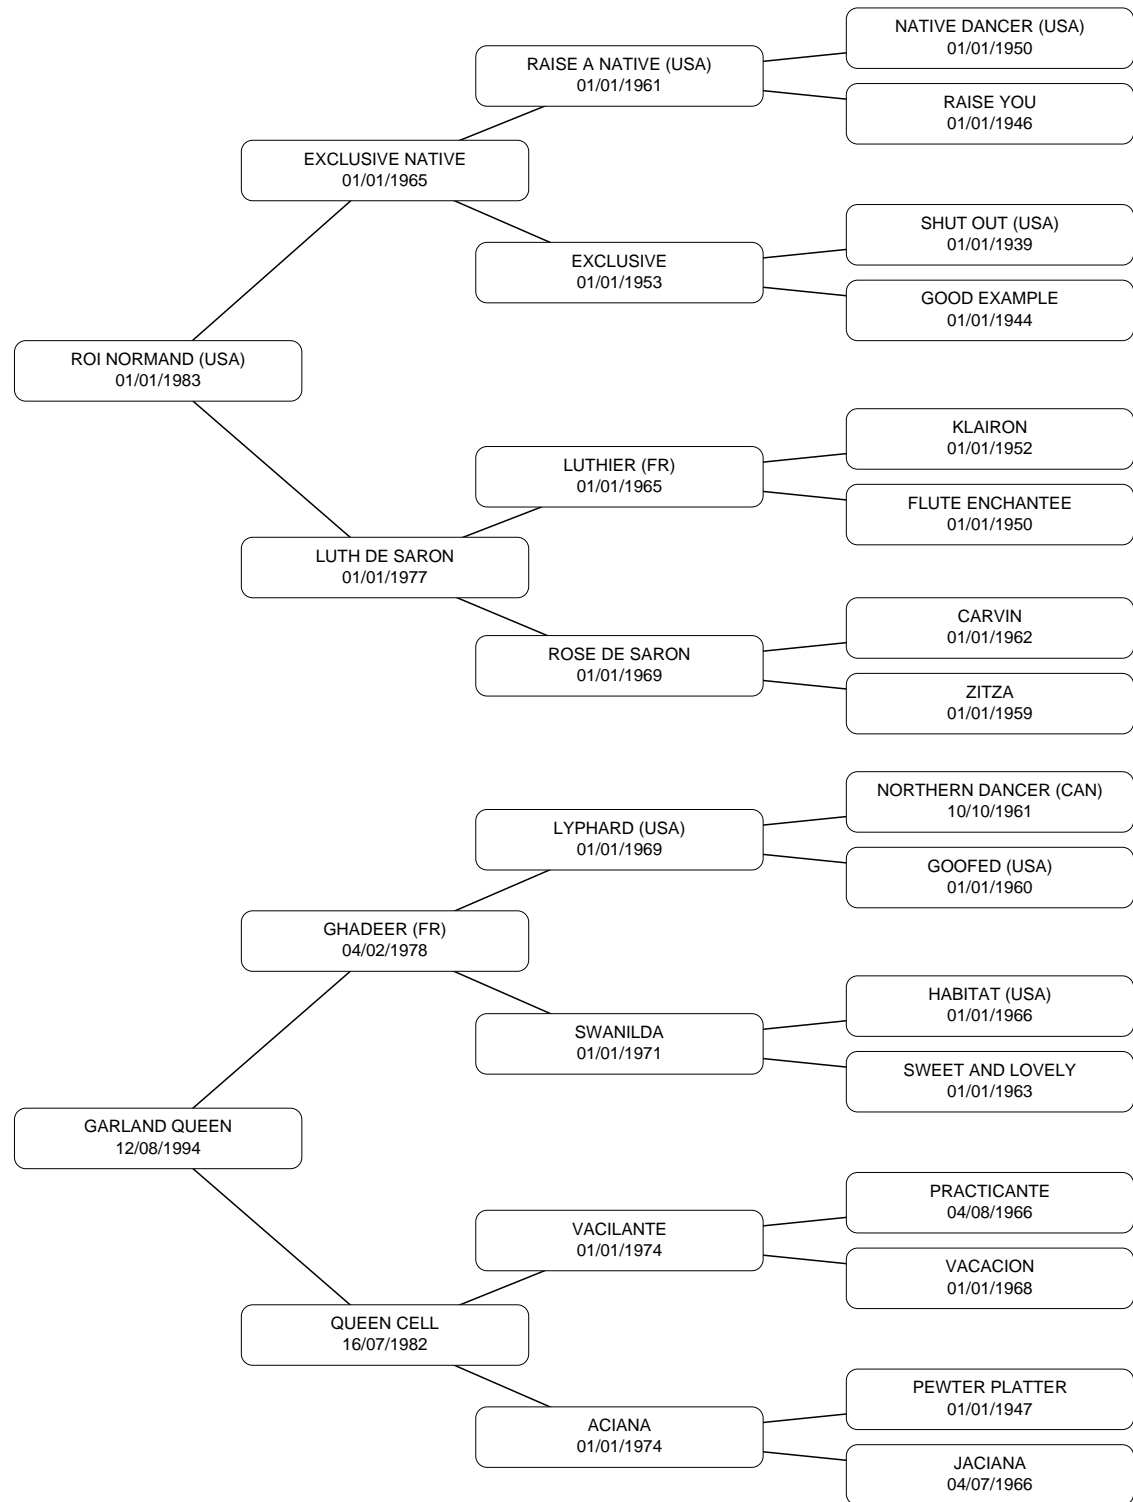 NATIVE DANCER (USA)
01/01/1950
RAISE A NATIVE (USA)
01/01/1961
RAISE YOU
01/01/1946
EXCLUSIVE NATIVE
01/01/1965
SHUT OUT (USA)
01/01/1939
EXCLUSIVE
01/01/1953
GOOD EXAMPLE
01/01/1944
ROI NORMAND (USA)
01/01/1983
KLAIRON
01/01/1952
LUTHIER (FR)
01/01/1965
FLUTE ENCHANTEE
01/01/1950
LUTH DE SARON
01/01/1977
CARVIN
01/01/1962
ROSE DE SARON
01/01/1969
ZITZA
01/01/1959
NORTHERN DANCER (CAN)
10/10/1961
LYPHARD (USA)
01/01/1969
GOOFED (USA)
01/01/1960
GHADEER (FR)
04/02/1978
HABITAT (USA)
01/01/1966
SWANILDA
01/01/1971
SWEET AND LOVELY
01/01/1963
GARLAND QUEEN
12/08/1994
PRACTICANTE
04/08/1966
VACILANTE
01/01/1974
VACACION
01/01/1968
QUEEN CELL
16/07/1982
PEWTER PLATTER
01/01/1947
ACIANA
01/01/1974
JACIANA
04/07/1966